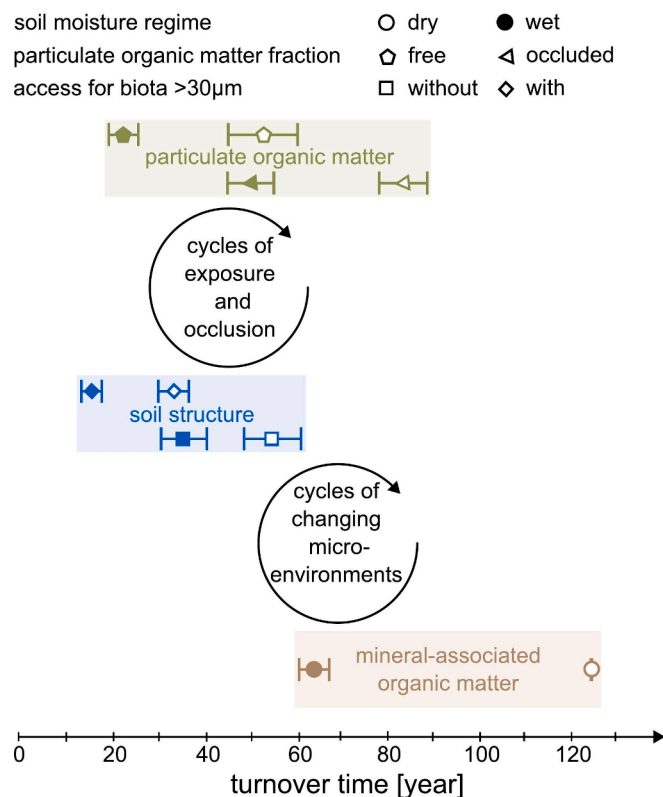 soil moisture regime dry wet
particulate organic matter fraction free occluded
access for biota >30µm without with
particulate organic matter
cycles of
exposure
and
occlusion
soil structure
cycles of
changing
micro-
environments
mineral-associated
organic matter
0 20 40 60 80 100 120
turnover time [year]